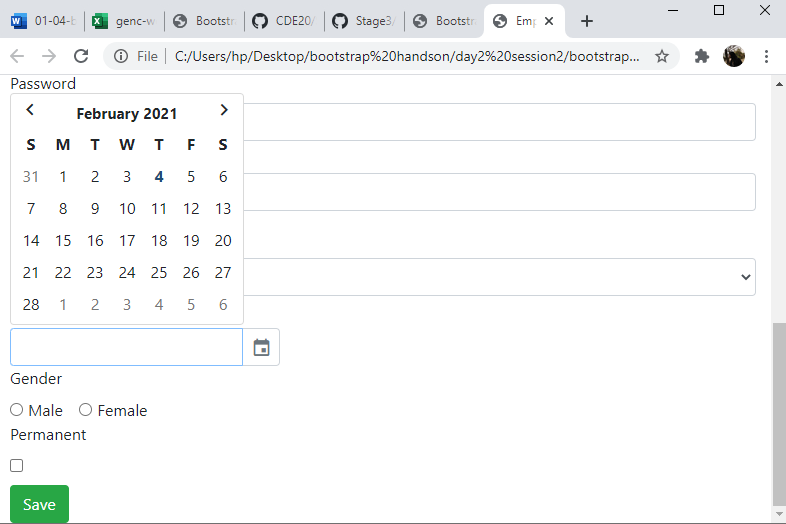 01-04-b
genc-w
Bootstr
CDE20/
Stage3/
Bootstr
Emp
File
C:/Users/hp/Desktop/bootstrap%20handson/day2%20session2/bootstrap...
Password
February 2021
S M T W T F S
31 1 2 3 4 5 6
7 8 9 10 11 12 13
14 15 16 17 18 19 20
21 22 23 24 25 26 27
28 1 2 3 4 5 6
Gender
Male Female
Permanent
Save